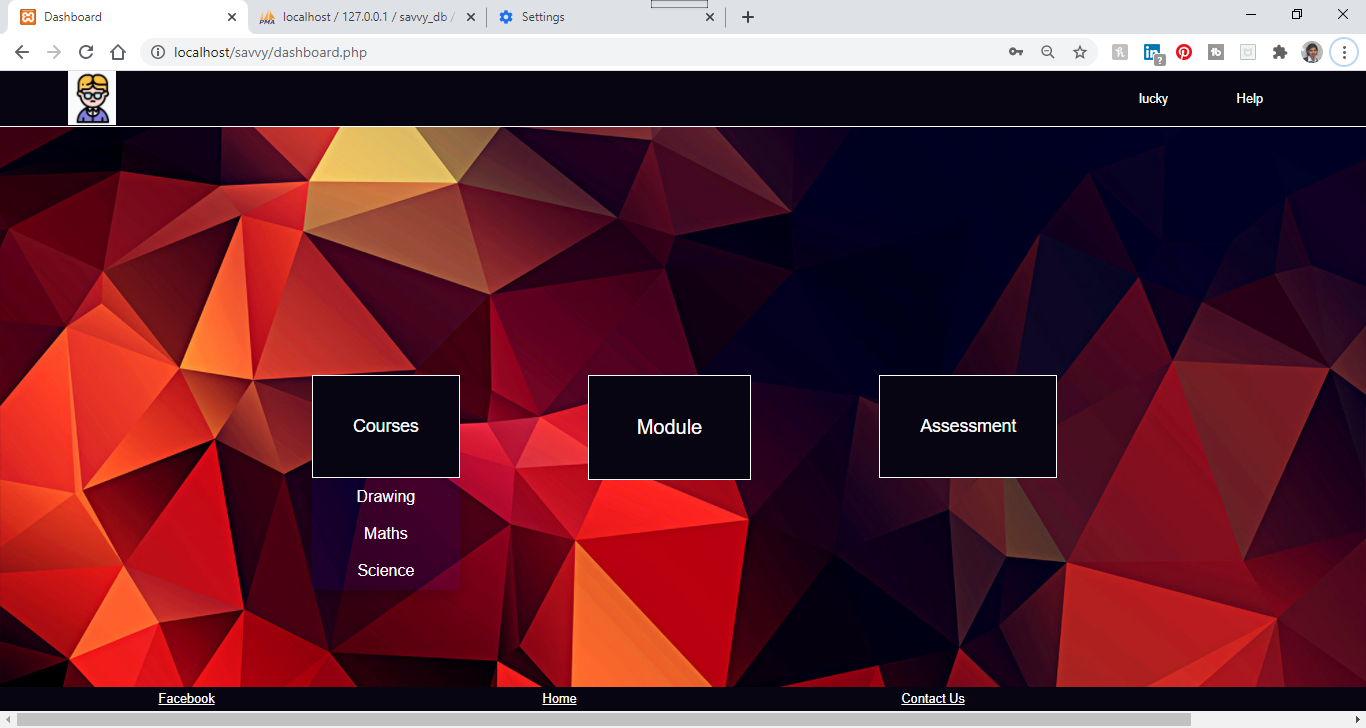 Dashboard
localhost / 127.0.0.1 / savvy_db /
Settings
localhost/savvy/dashboard.php
lucky Help
Courses Module Assessment
Drawing
Maths
Science
Facebook Home Contact Us